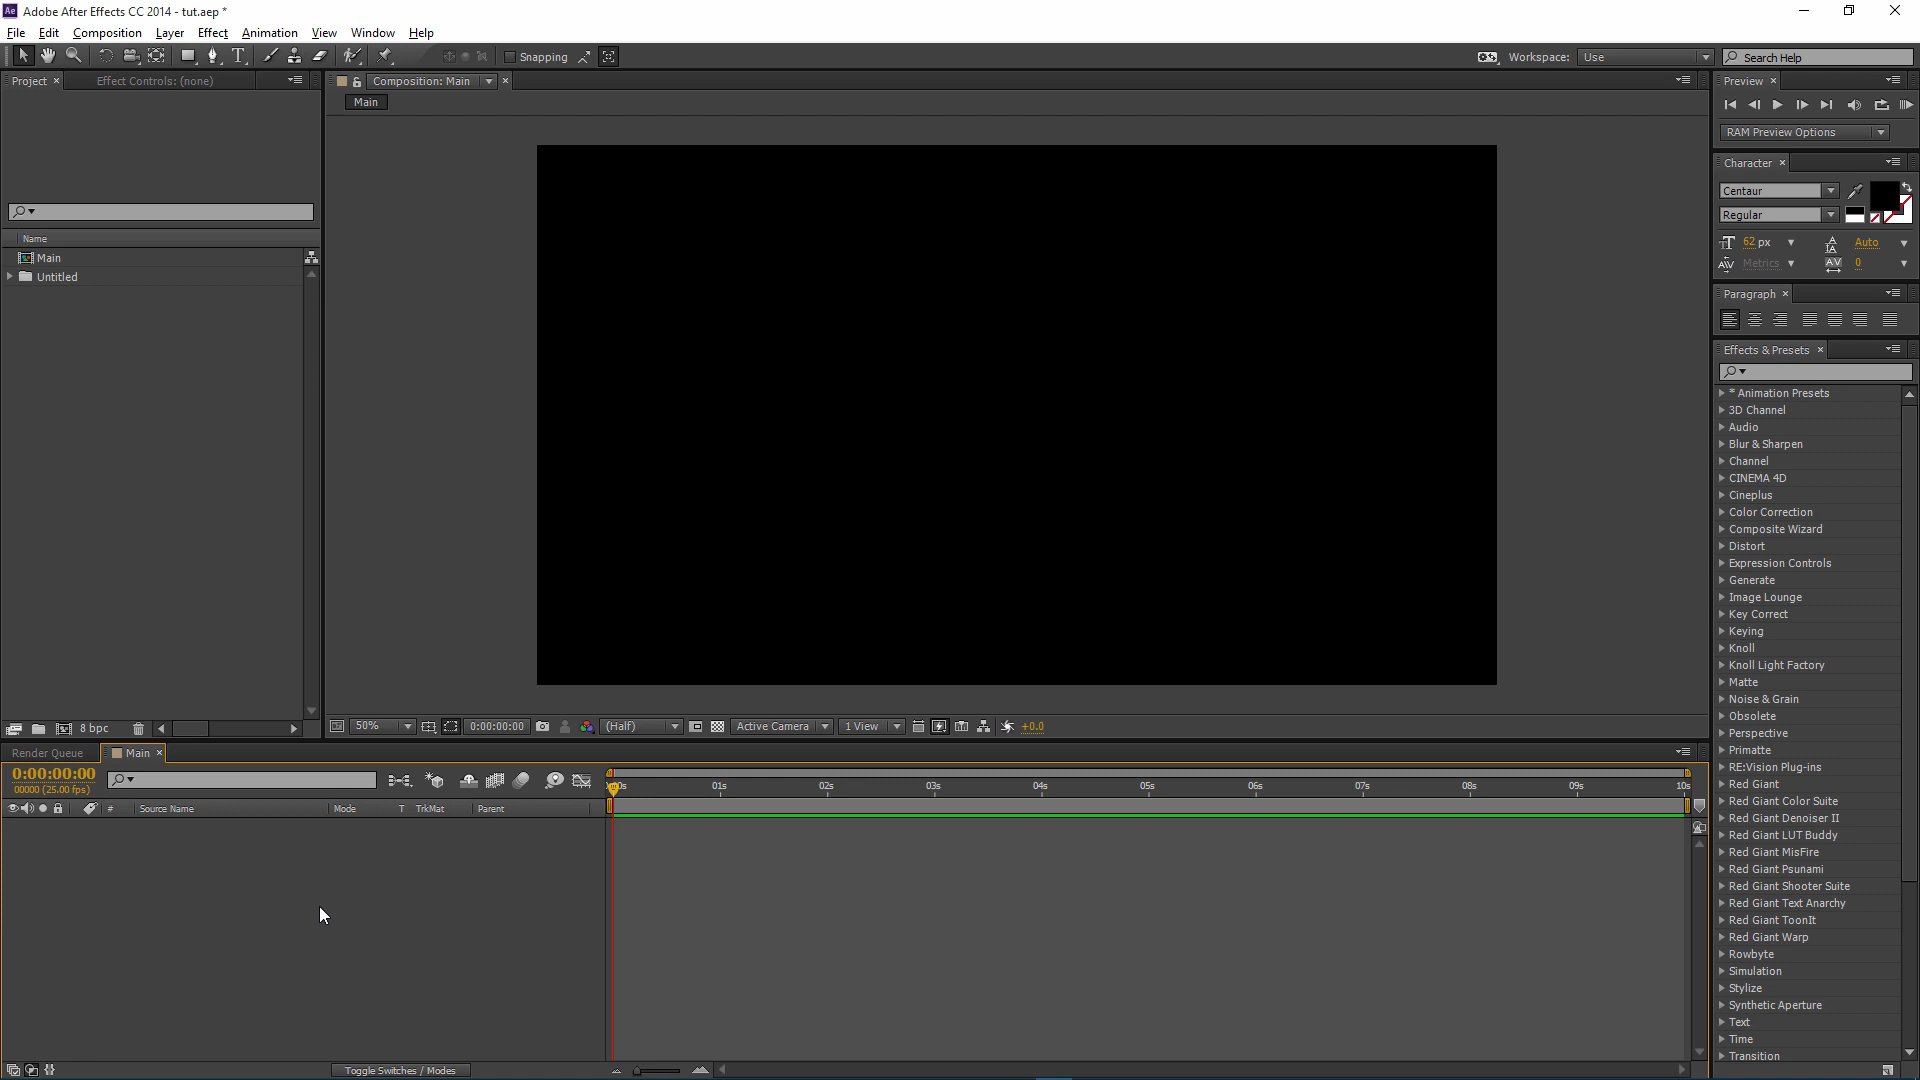 Ae Adobe After Effects CC 2014 - tut.aep *
File Edit Composition Layer Effect Animation View Window Help
T Snapping Workspace: Use Search Help
Project × Effect Controls: (none)
Composition: Main ×
Main
Preview ×
RAM Preview Options
Character ×
Centaur
Regular
62 px Auto
Metrics 0
Paragraph ×
Effects & Presets ×
* Animation Presets
3D Channel
Audio
Blur & Sharpen
Channel
CINEMA 4D
Cineplus
Color Correction
Composite Wizard
Distort
Expression Controls
Generate
Image Lounge
Key Correct
Keying
Knoll
Knoll Light Factory
Matte
Noise & Grain
Obsolete
Perspective
Primatte
RE:Vision Plug-ins
Red Giant
Red Giant Color Suite
Red Giant Denoiser II
Red Giant LUT Buddy
Red Giant MisFire
Red Giant Psunami
Red Giant Shooter Suite
Red Giant Text Anarchy
Red Giant ToonIt
Red Giant Warp
Rowbyte
Simulation
Stylize
Synthetic Aperture
Text
Time
Transition
Name
Main
Untitled
8 bpc
50% 0:00:00:00 (Half) Active Camera 1 View +0.0
Render Queue Main ×
0:00:00:00
00000 (25.00 fps)
01s 02s 03s 04s 05s 06s 07s 08s 09s 10s
# Source Name Mode T TrkMat Parent
Toggle Switches / Modes